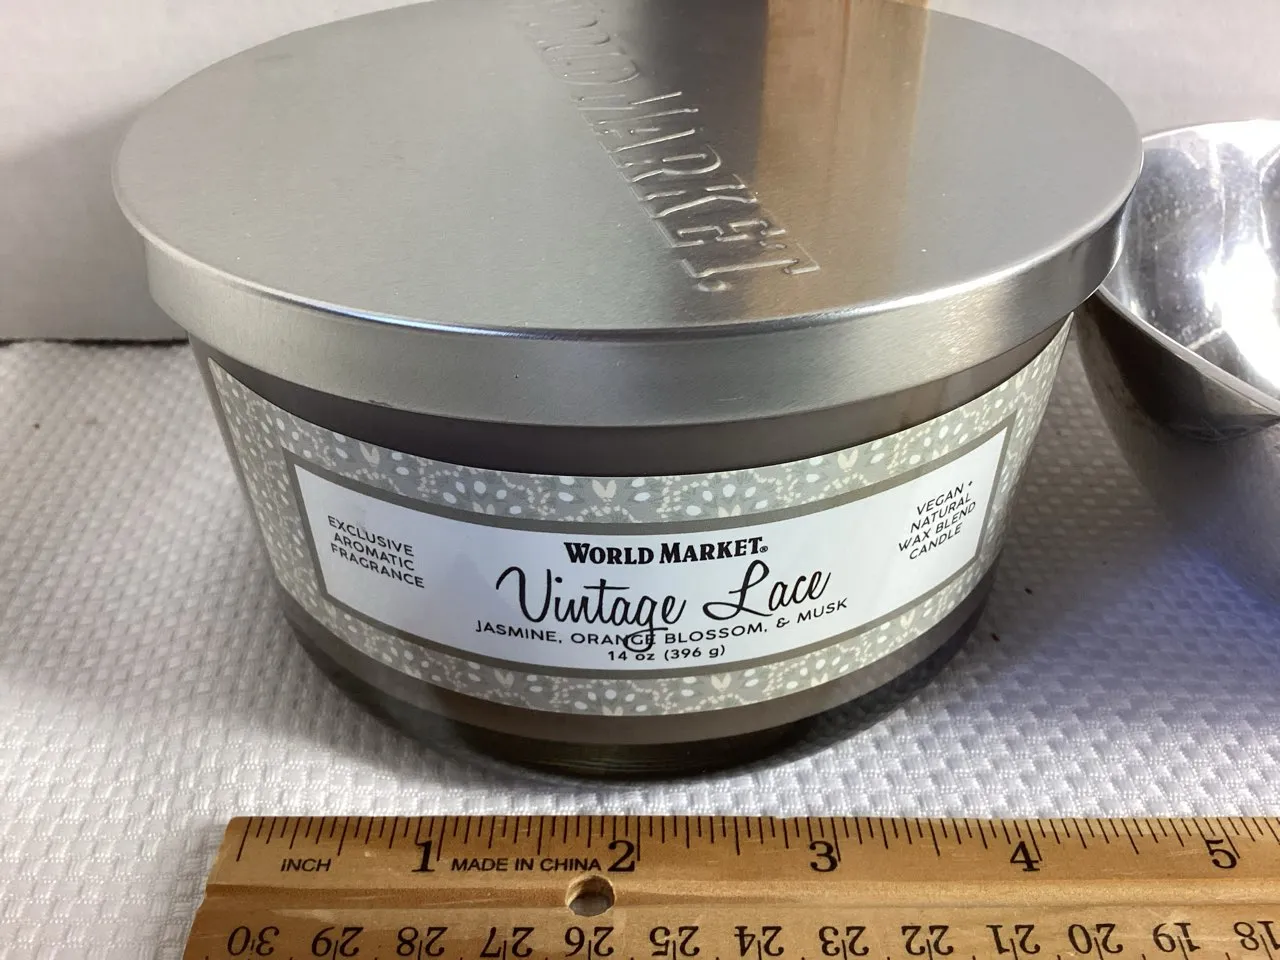 MARKET.
EXCLUSIVE
AROMATIC
FRAGRANCE
WORLD MARKET®
Vintage Lace
JASMINE, ORANGE BLOSSOM, & MUSK
14 oz (396 g)
VEGAN +
NATURAL
WAX BLEND
CANDLE
INCH 1 MADE IN CHINA 2 3 4 5
30 29 28 27 26 25 24 23 22 21 20 19 18